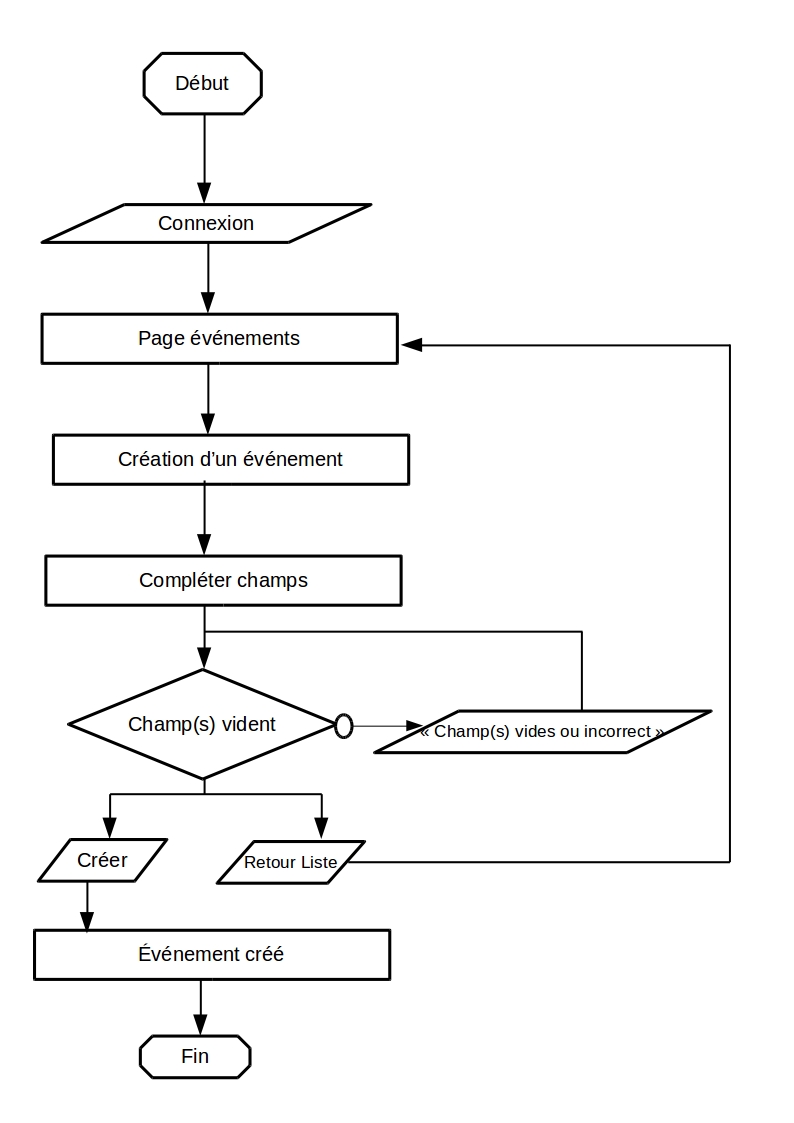 Début
Connexion
Page événements
Création d’un événement
Compléter champs
Champ(s) vident
« Champ(s) vides ou incorrect »
Créer
Retour Liste
Événement créé
Fin